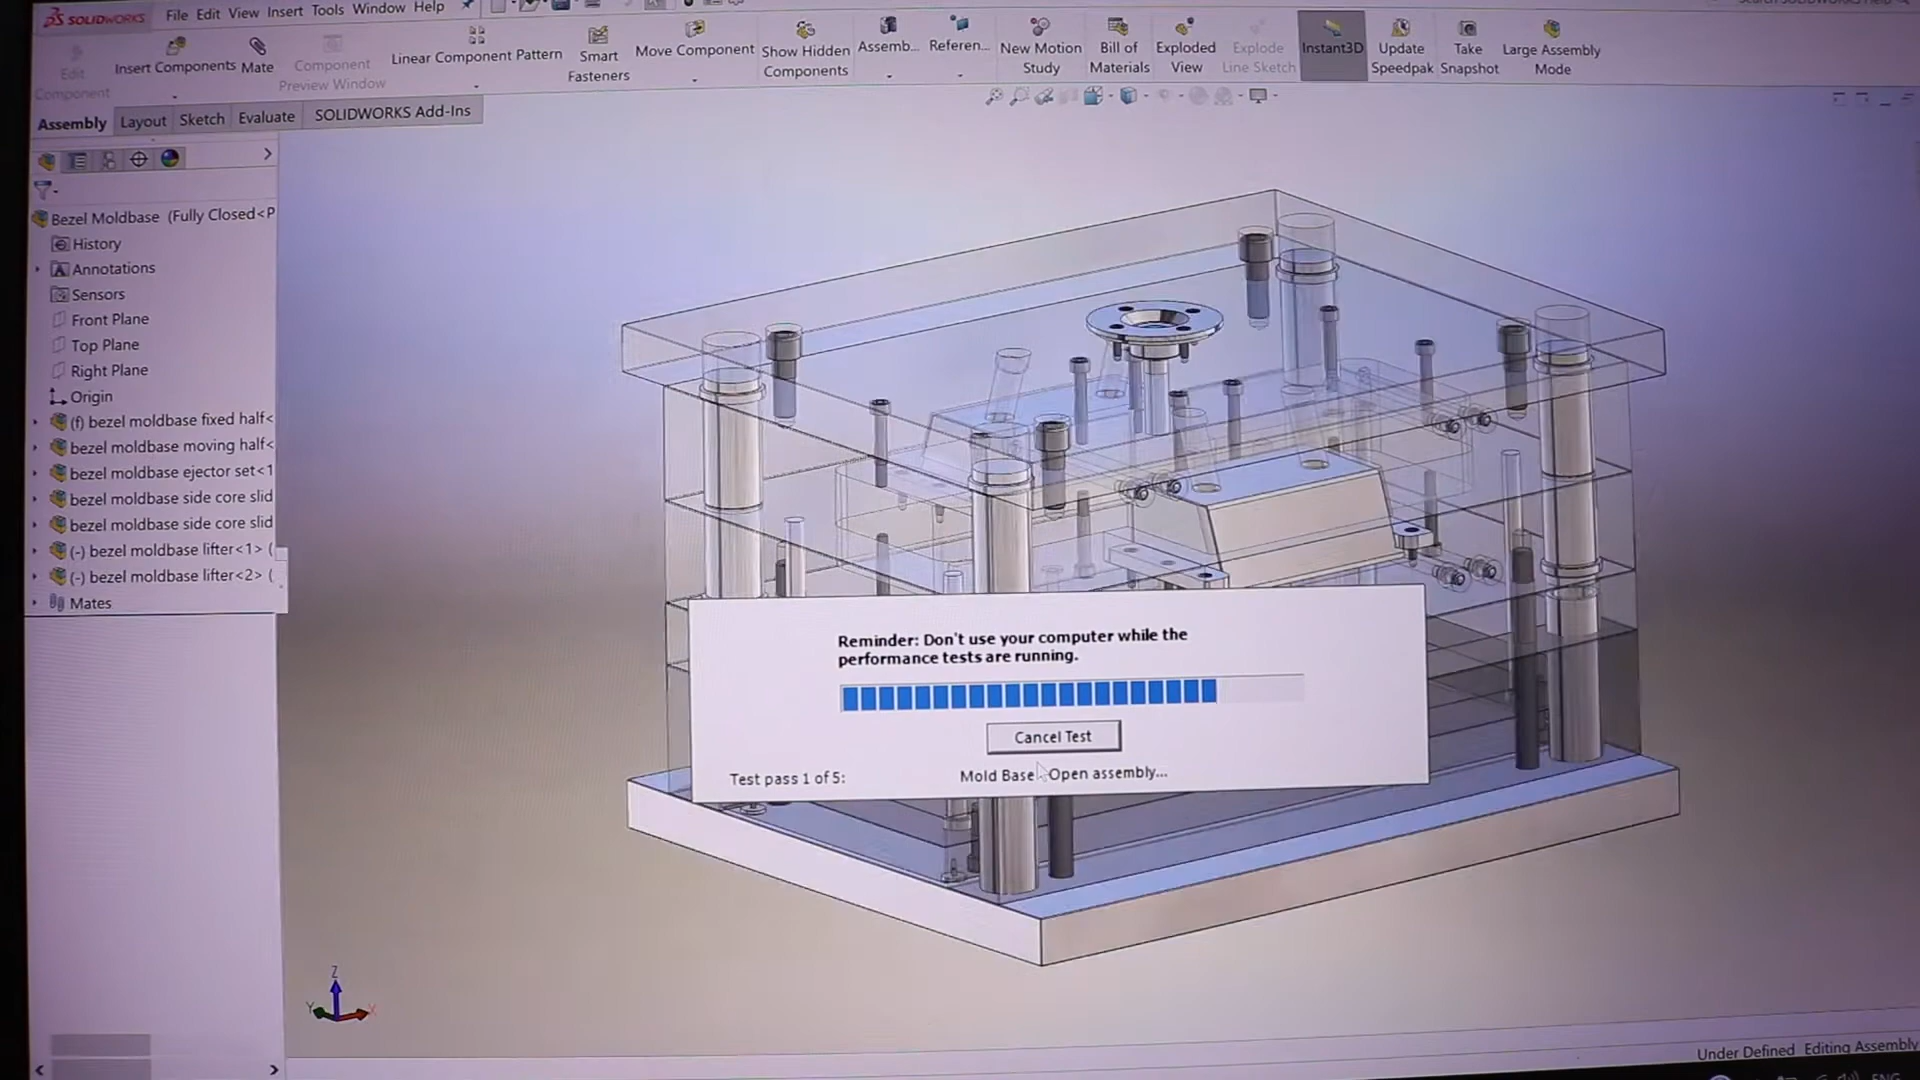 SOLIDWORKS
File Edit View Insert Tools Window Help
Edit Component
Insert Components
Mate
Component Preview Window
Linear Component Pattern
Smart Fasteners
Move Component
Show Hidden Components
Assemb...
Referen...
New Motion Study
Bill of Materials
Exploded View
Explode Line Sketch
Instant3D
Update Speedpak
Take Snapshot
Large Assembly Mode
Assembly Layout Sketch Evaluate SOLIDWORKS Add-Ins
Bezel Moldbase (Fully Closed<P
History
Annotations
Sensors
Front Plane
Top Plane
Right Plane
Origin
(f) bezel moldbase fixed half<
bezel moldbase moving half<
bezel moldbase ejector set<1
bezel moldbase side core slid
bezel moldbase side core slid
(-) bezel moldbase lifter<1> (
(-) bezel moldbase lifter<2> (
Mates
Reminder: Don't use your computer while the
performance tests are running.
Cancel Test
Test pass 1 of 5: Mold Base Open assembly...
Z
Y X
Under Defined Editing Assembly
ENG